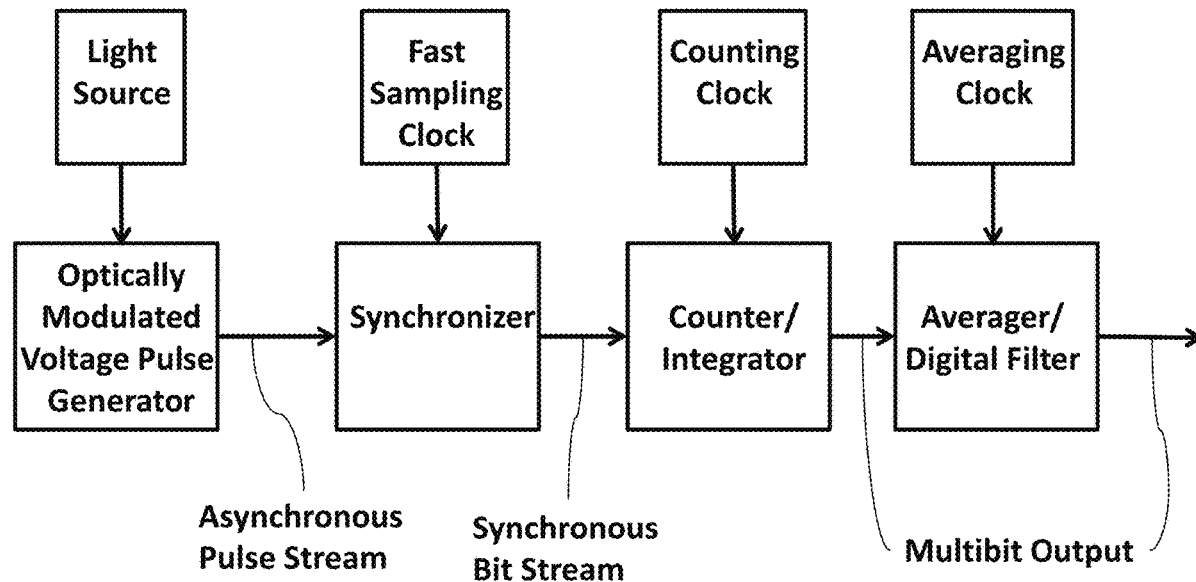 Light
Source
Fast
Sampling
Clock
Counting
Clock
Averaging
Clock
Optically
Modulated
Voltage Pulse
Generator
Synchronizer
Counter/
Integrator
Averager/
Digital Filter
Asynchronous
Pulse Stream
Synchronous
Bit Stream
Multibit Output